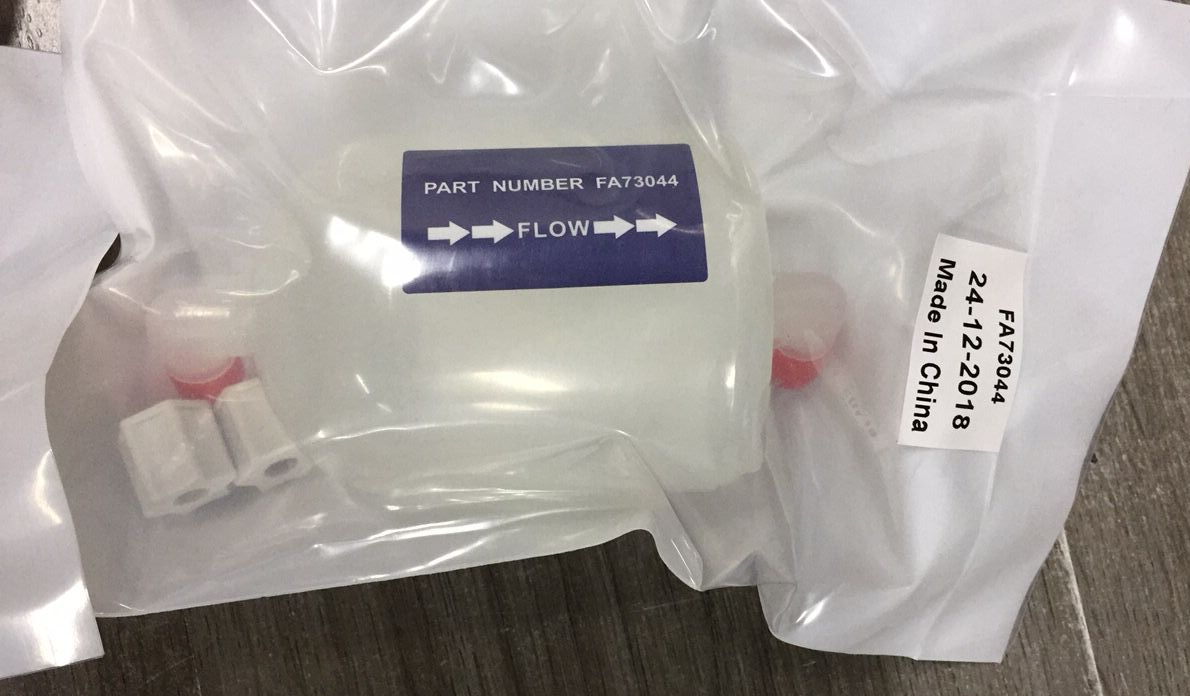 PART NUMBER FA73044
FLOW
FA73044
24-12-2018
Made In China